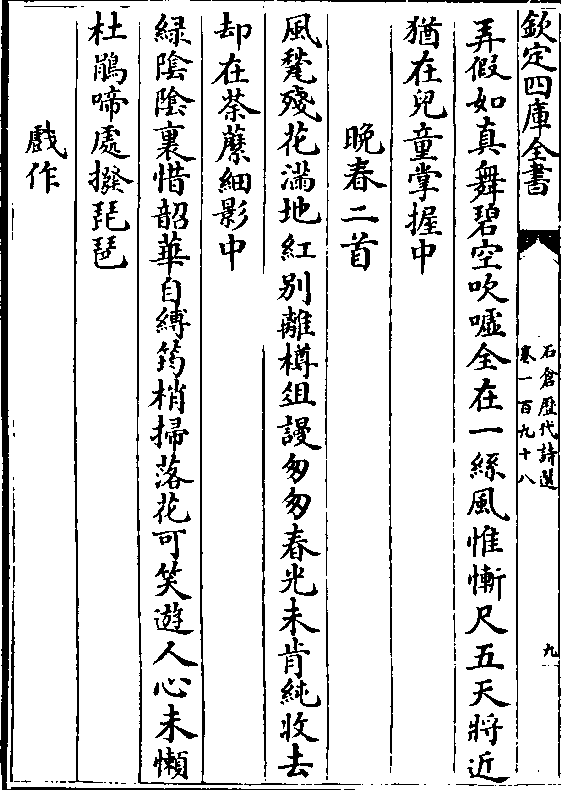 欽定四庫全書
石倉歴代詩選
卷一百九十八
九
弄假如真舞碧空吹嘘全在一絲風惟慚尺五天將近
猶在兒童掌握中
晚春二首
風毿殘花滿地紅别離樽俎謾匆匆春光未肯純收去
却在荼蘼細影中
緑陰陰裏惜韶華自縛筠梢掃落花可笑遊人心未懶
杜鵑啼處撥琵琶
戲作